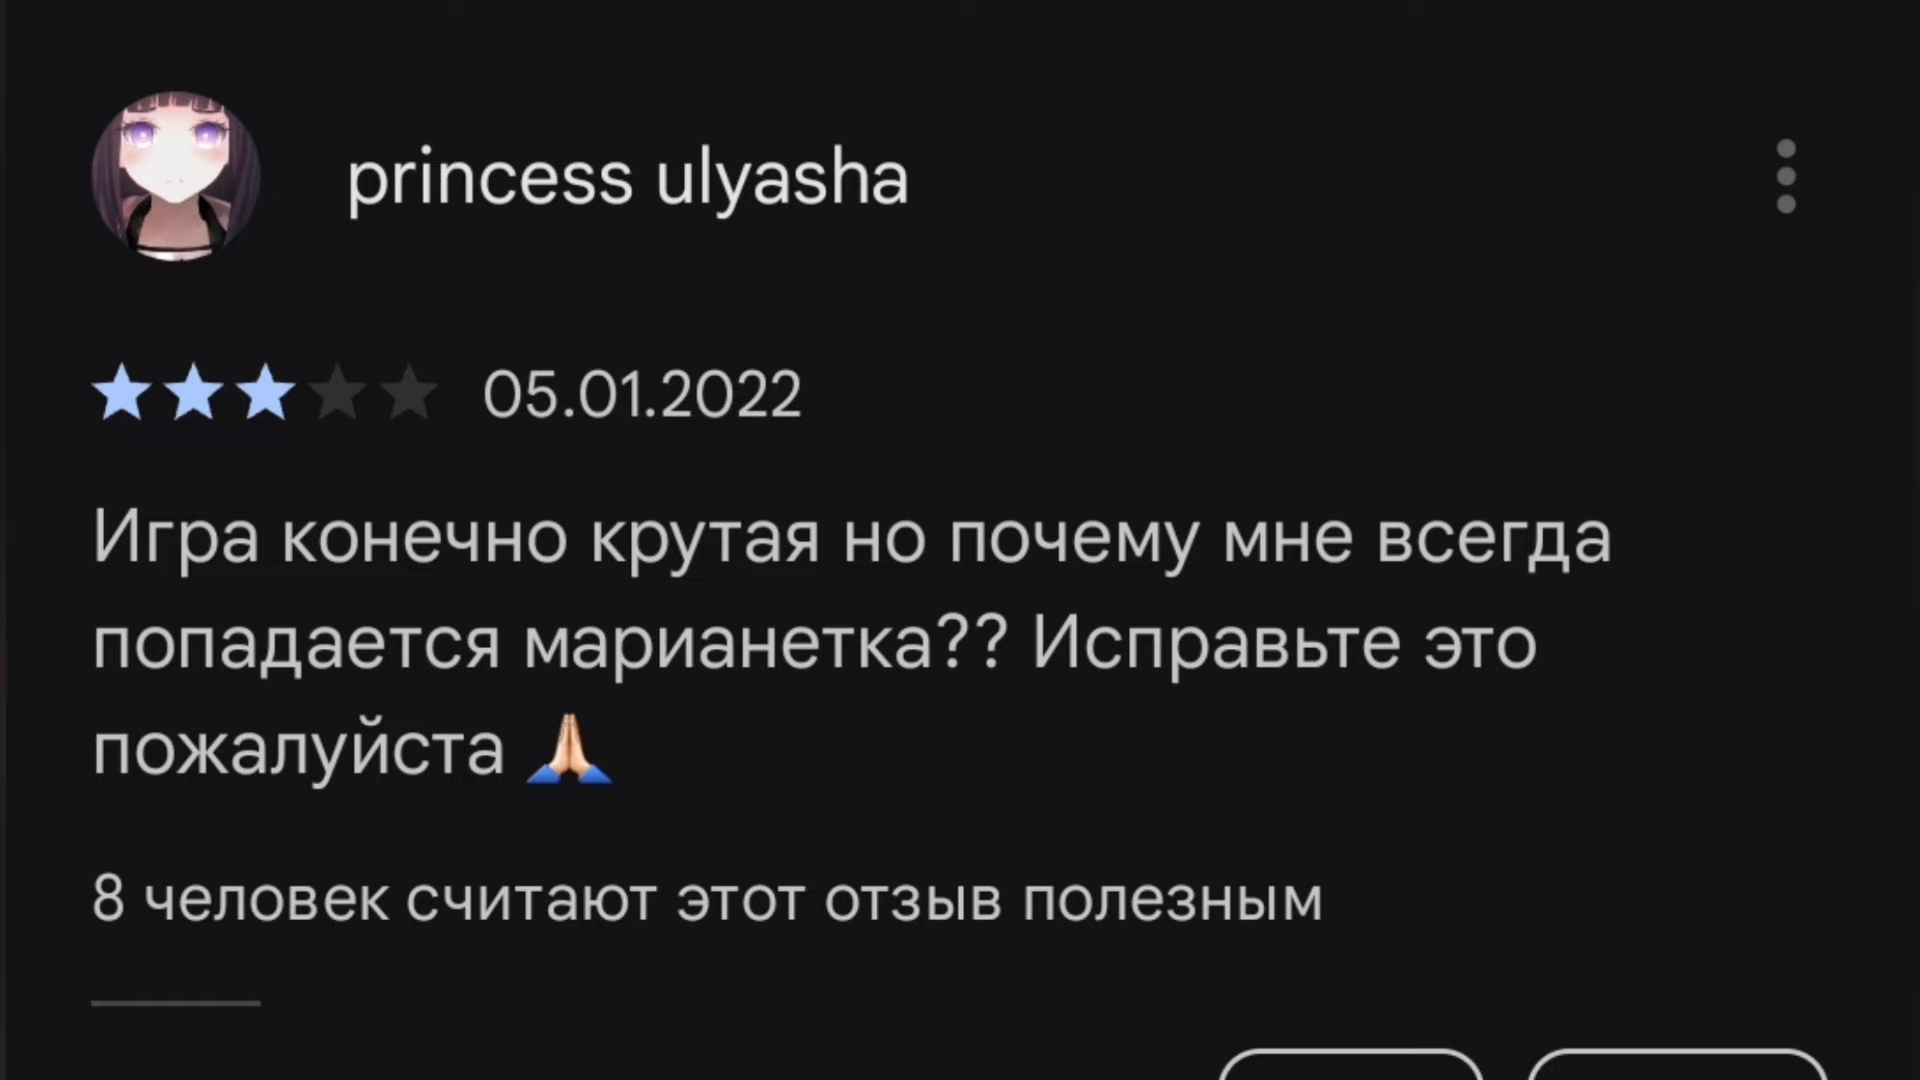 princess ulyasha
05.01.2022
Игра конечно крутая но почему мне всегда
попадается марианетка?? Исправьте это
пожалуйста 🙏🏻
8 человек считают этот отзыв полезным